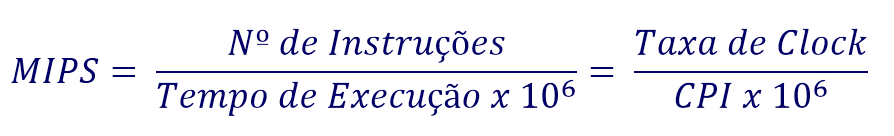 MIPS = Nº de Instruções / Tempo de Execução x 10⁶ = Taxa de Clock / CPI x 10⁶